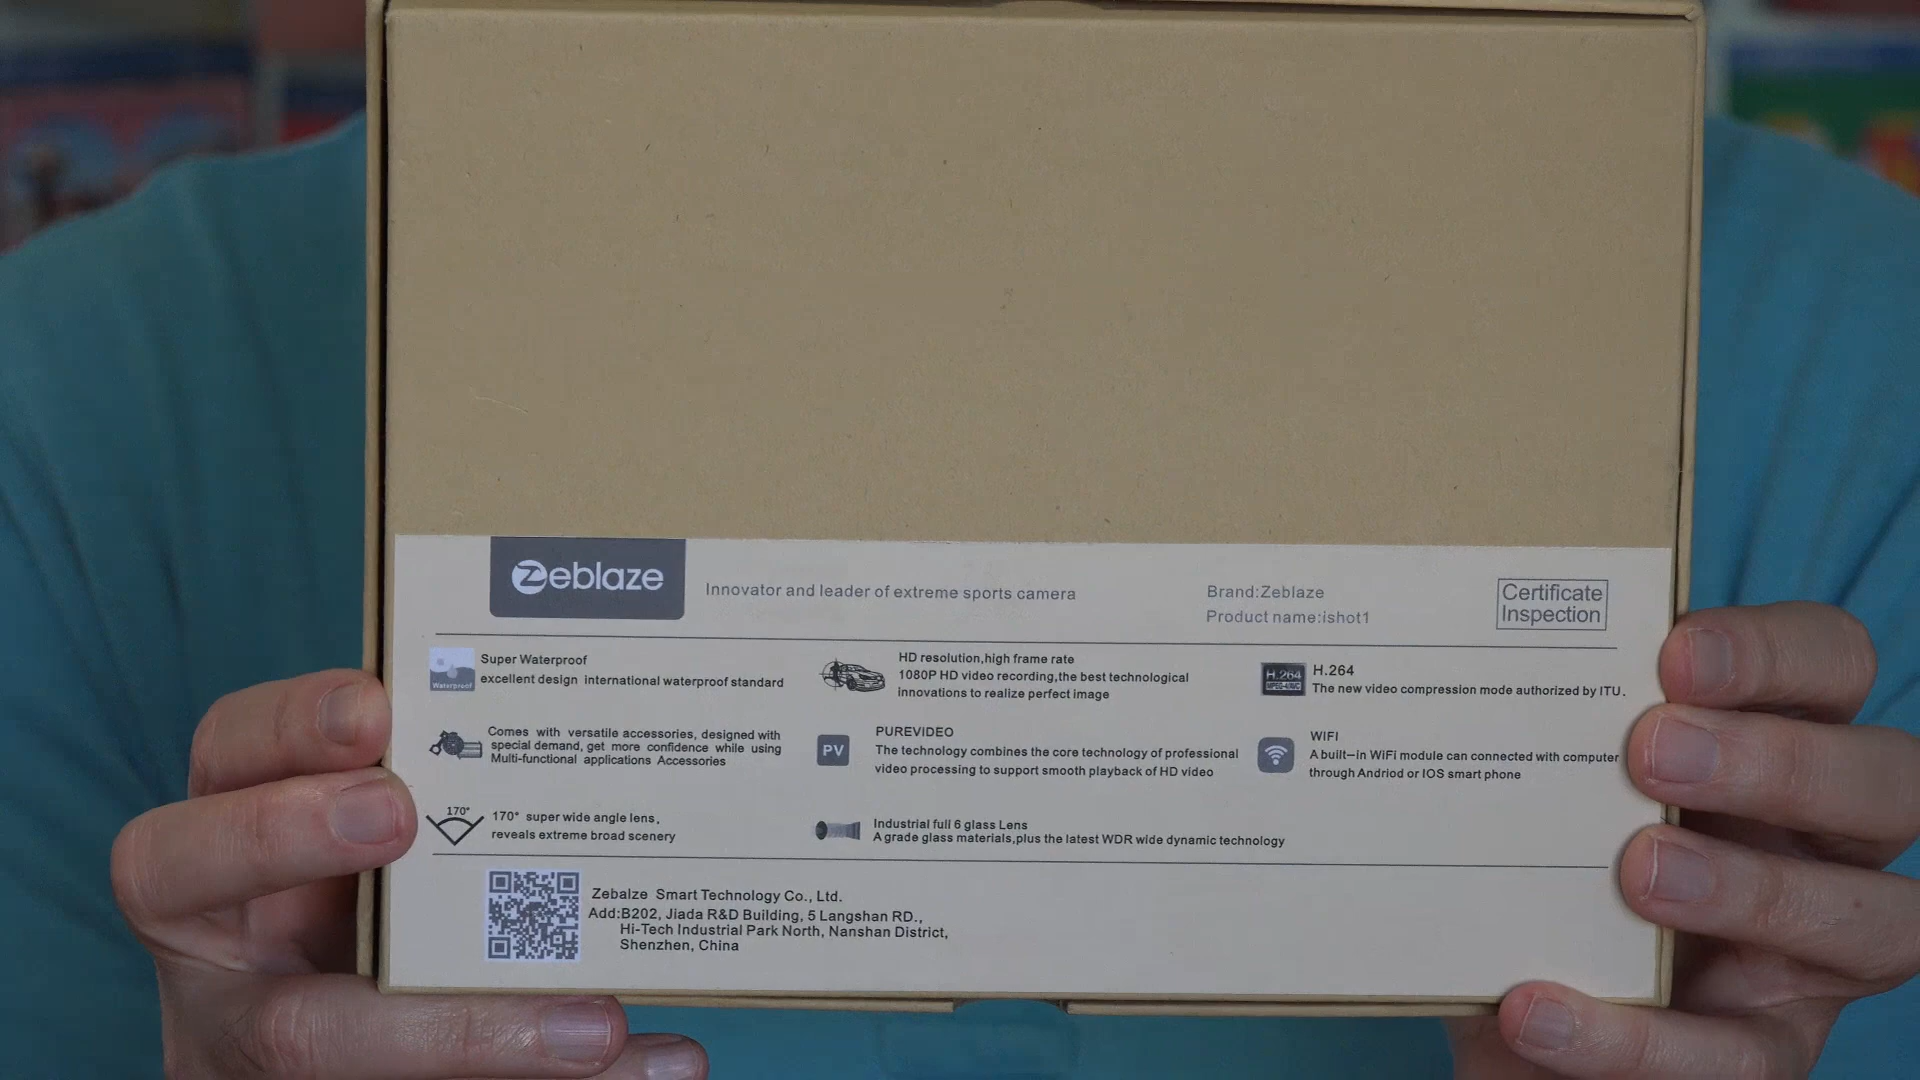 Zeblaze
Innovator and leader of extreme sports camera
Brand:Zeblaze
Product name:ishot1
Certificate
Inspection
Waterproof
Super Waterproof
excellent design international waterproof standard
HD resolution,high frame rate
1080P HD video recording,the best technological
innovations to realize perfect image
H.264
MPEG-4/AVC
H.264
The new video compression mode authorized by ITU.
Comes with versatile accessories, designed with
special demand, get more confidence while using
Multi-functional applications Accessories
PV
PUREVIDEO
The technology combines the core technology of professional
video processing to support smooth playback of HD video
WIFI
A built-in WiFi module can connected with computer
through Andriod or IOS smart phone
170°
170° super wide angle lens,
reveals extreme broad scenery
Industrial full 6 glass Lens
A grade glass materials,plus the latest WDR wide dynamic technology
Zebalze Smart Technology Co., Ltd.
Add:B202, Jiada R&D Building, 5 Langshan RD.,
Hi-Tech Industrial Park North, Nanshan District,
Shenzhen, China